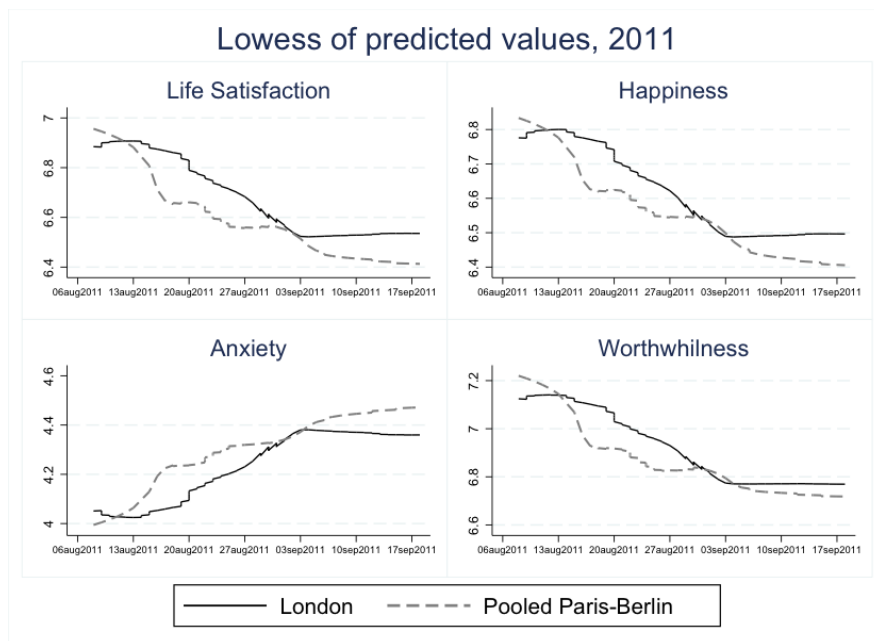 Lowess of predicted values, 2011
Life Satisfaction
7
6.8
6.6
6.4
06aug2011 13aug2011 20aug2011 27aug2011 03sep2011 10sep2011 17sep2011
Happiness
6.8
6.7
6.6
6.5
6.4
06aug2011 13aug2011 20aug2011 27aug2011 03sep2011 10sep2011 17sep2011
Anxiety
4.6
4.4
4.2
4
06aug2011 13aug2011 20aug2011 27aug2011 03sep2011 10sep2011 17sep2011
Worthwhilness
7.2
7
6.8
6.6
06aug2011 13aug2011 20aug2011 27aug2011 03sep2011 10sep2011 17sep2011
London Pooled Paris-Berlin